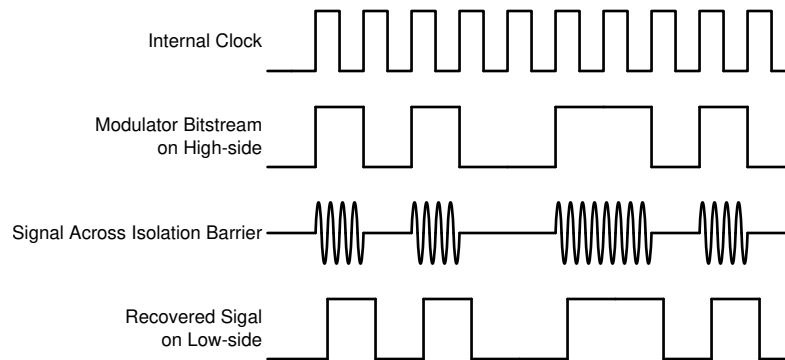 Internal Clock
Modulator Bitstream
on High-side
Signal Across Isolation Barrier
Recovered Sigal
on Low-side